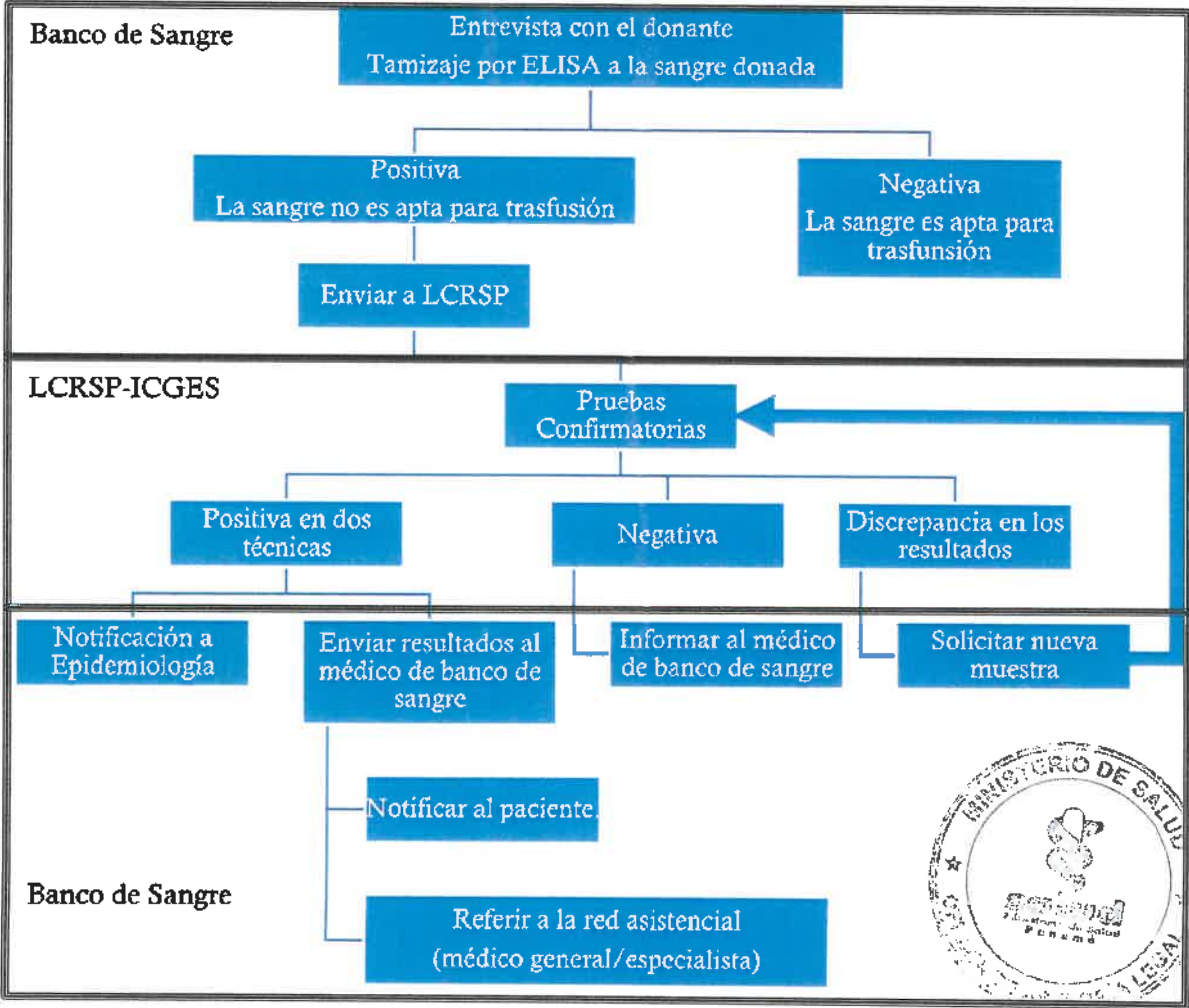 Banco de Sangre
Entrevista con el donante
Tamizaje por ELISA a la sangre donada
Positiva
La sangre no es apta para trasfusión
Negativa
La sangre es apta para
trasfunsión
Enviar a LCRSP
LCRSP-ICGES
Pruebas
Confirmatorias
Positiva en dos
técnicas
Negativa
Discrepancia en los
resultados
Notificación a
Epidemiología
Enviar resultados al
médico de banco de
sangre
Informar al médico
de banco de sangre
Solicitar nueva
muestra
Notificar al paciente.
Banco de Sangre
Referir a la red asistencial
(médico general/especialista)
MINISTERIO DE SALUD
de Salud
Panamá
LEGAL